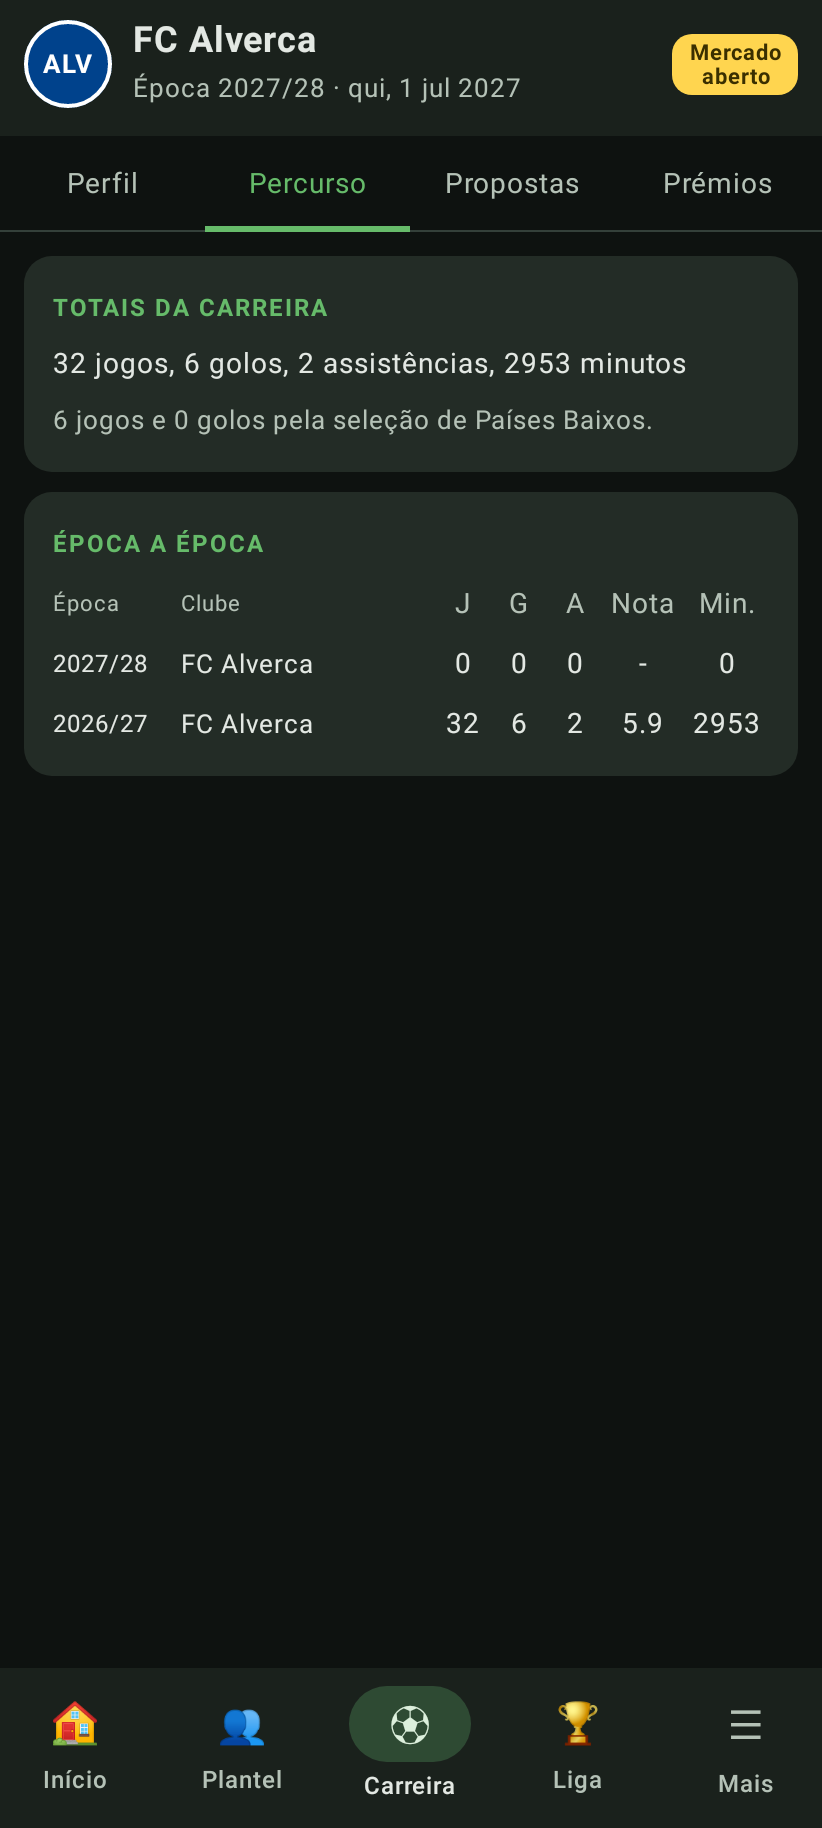 ALV
FC Alverca
Época 2027/28 · qui, 1 jul 2027
Mercado
aberto
Perfil Percurso Propostas Prémios
TOTAIS DA CARREIRA
32 jogos, 6 golos, 2 assistências, 2953 minutos
6 jogos e 0 golos pela seleção de Países Baixos.
ÉPOCA A ÉPOCA
Época Clube J G A Nota Min.
2027/28 FC Alverca 0 0 0 - 0
2026/27 FC Alverca 32 6 2 5.9 2953
Início Plantel Carreira Liga Mais